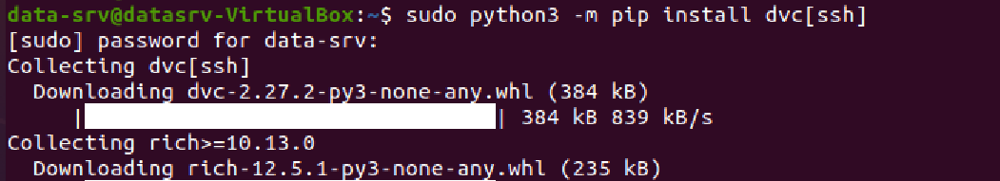 data-srv@datasrv-VirtualBox:~$ sudo python3 -m pip install dvc[ssh]
[sudo] password for data-srv:
Collecting dvc[ssh]
  Downloading dvc-2.27.2-py3-none-any.whl (384 kB)
     |                                | 384 kB 839 kB/s
Collecting rich>=10.13.0
  Downloading rich-12.5.1-py3-none-any.whl (235 kB)